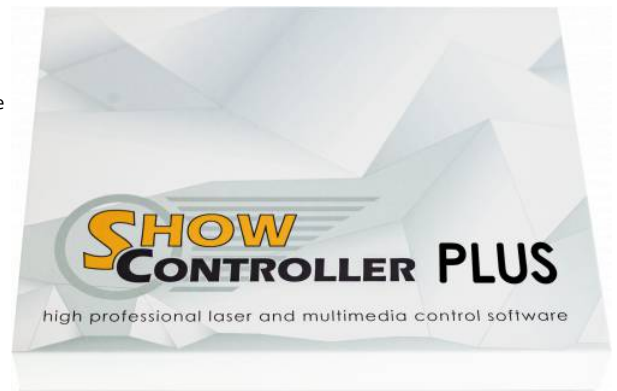 e
SHOW
CONTROLLER PLUS
high professional laser and multimedia control software